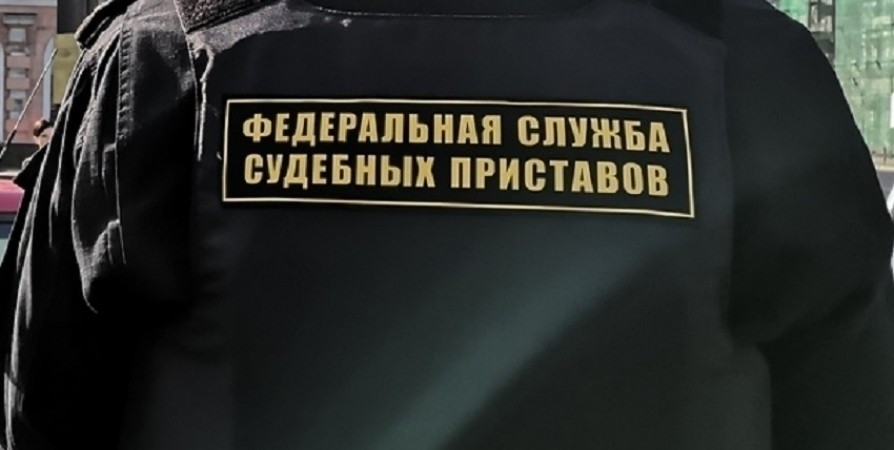 ФЕДЕРАЛЬНАЯ СЛУЖБА
СУДЕБНЫХ ПРИСТАВОВ